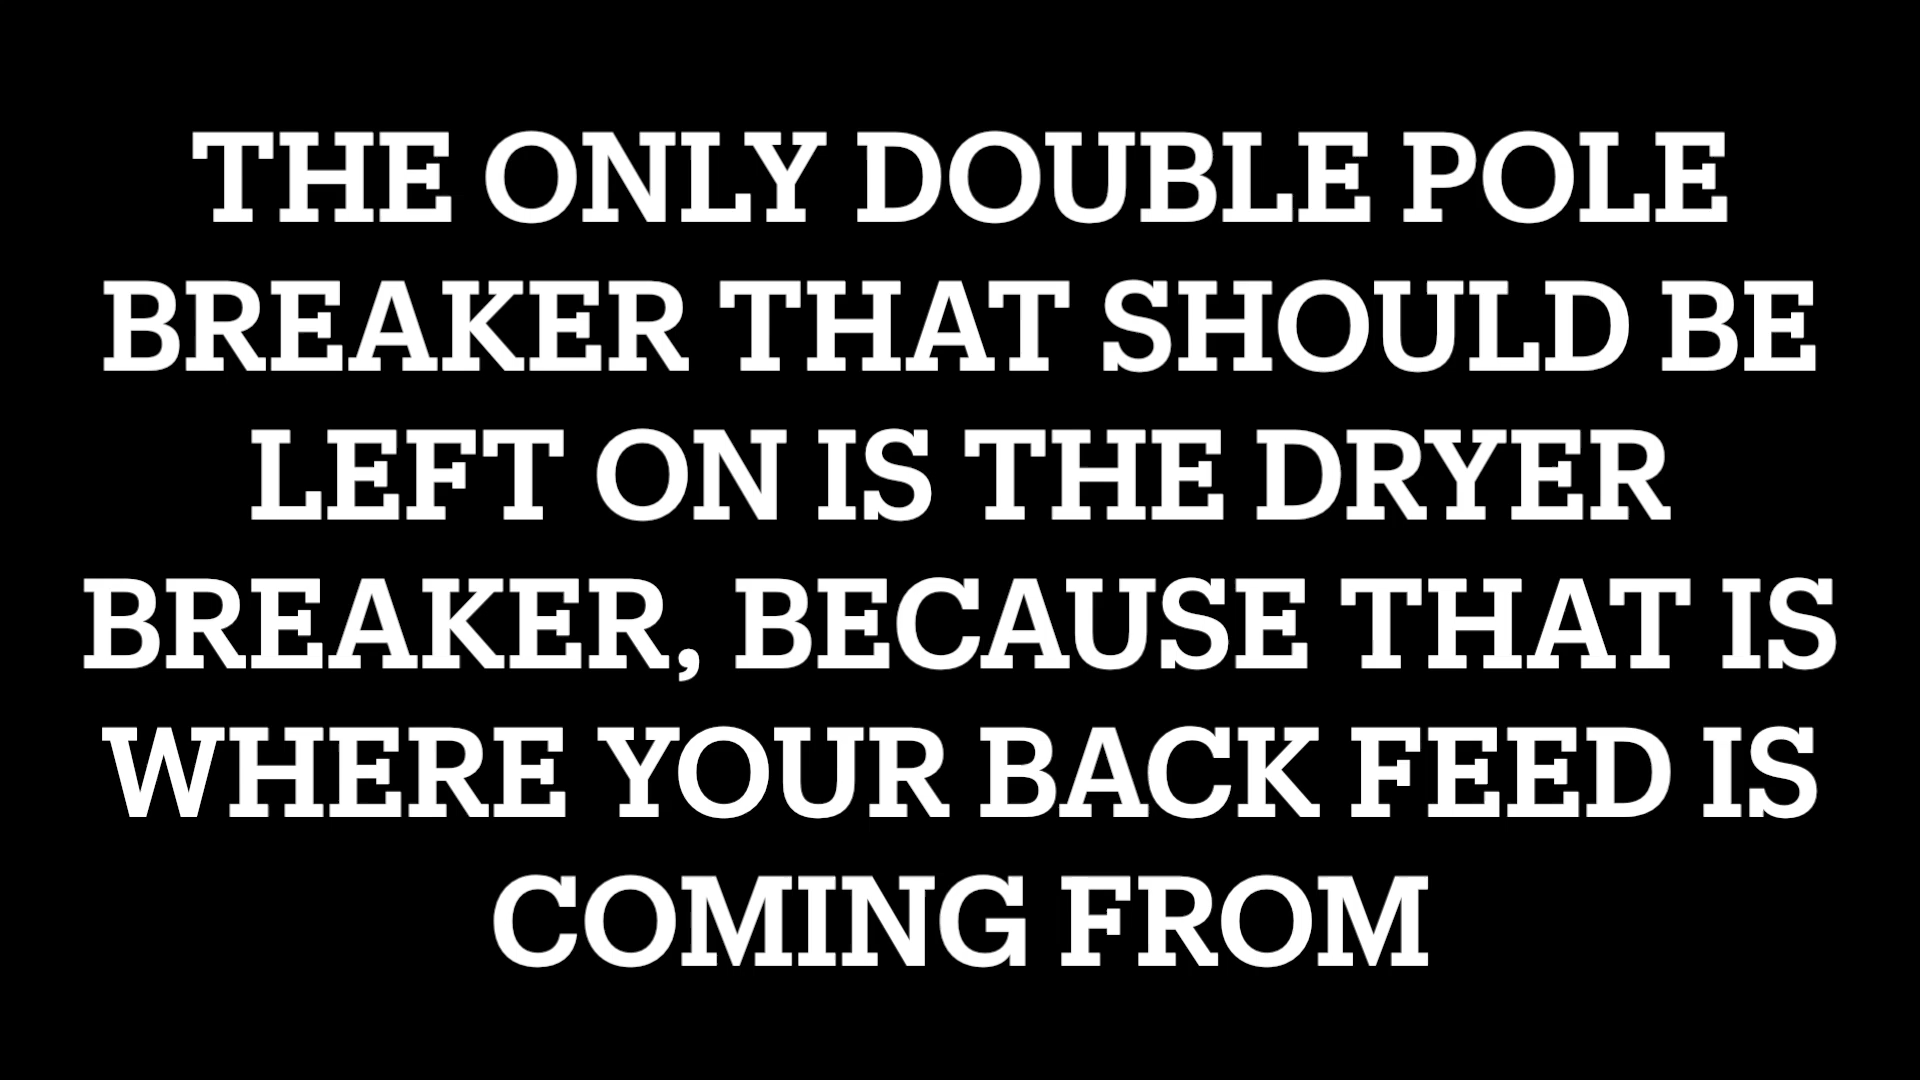 THE ONLY DOUBLE POLE
BREAKER THAT SHOULD BE
LEFT ON IS THE DRYER
BREAKER, BECAUSE THAT IS
WHERE YOUR BACK FEED IS
COMING FROM